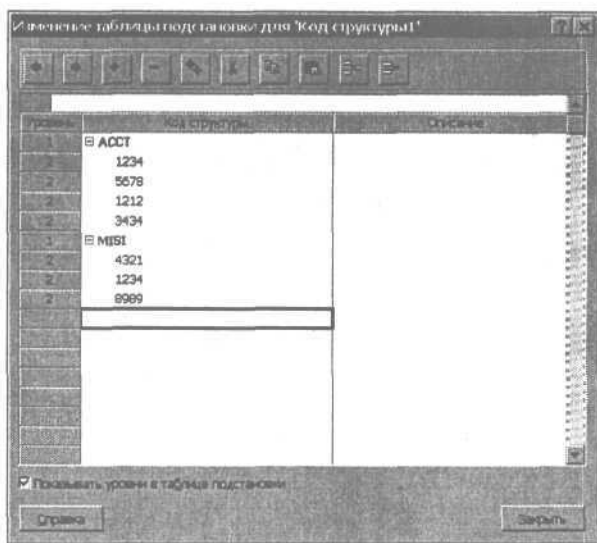 Изменение таблицы подстановки для 'Код структуры1'
Уровень Код структуры Описание
1 ACCT
2 1234
2 5678
2 1212
2 3434
1 MISI
2 4321
2 1234
2 8989
Показывать уровни в таблице подстановки
Справка Закрыть